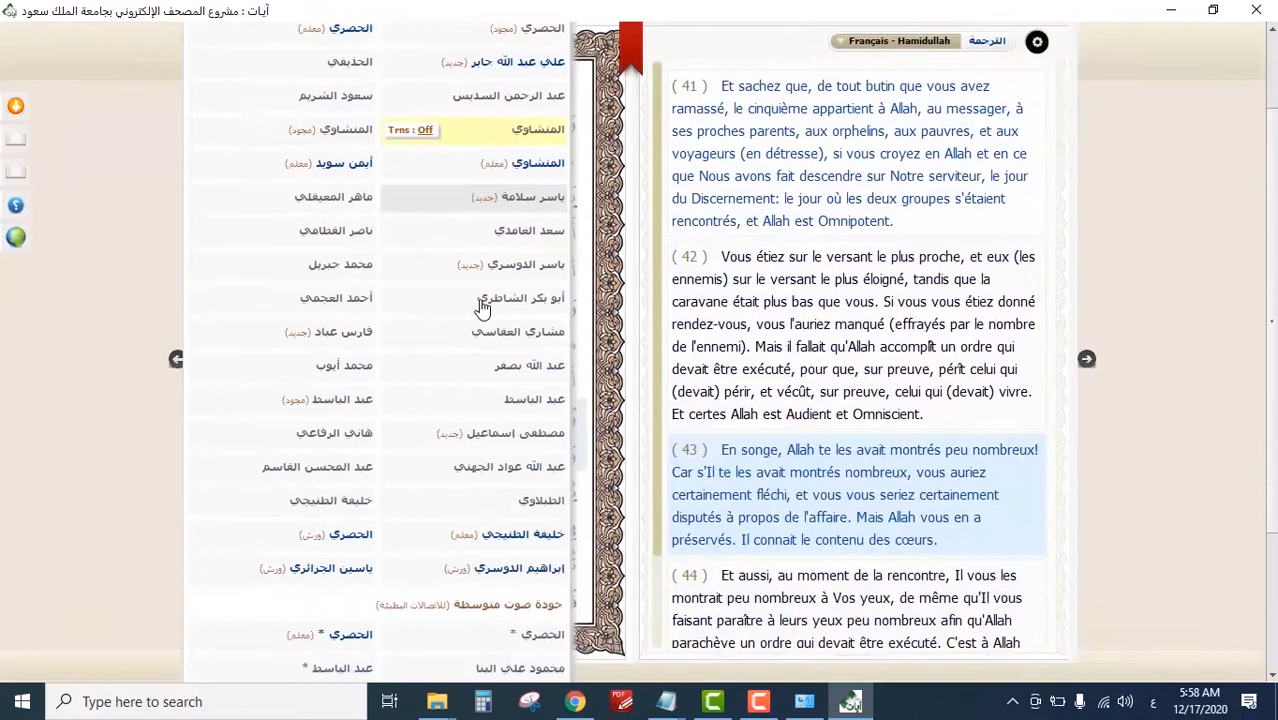 آيـات : مشروع المصحف الإلكتروني بجامعة الملك سعود
الحصري (مجود)
الحصري (معلم)
علي عبد الله جابر (جديد)
الحذيفي
عبد الرحمن السديس
سعود الشريم
المنشاوي
Trns : Off
المنشاوي (مجود)
المنشاوي (معلم)
أيمن سويد (معلم)
ياسر سلامة (جديد)
ماهر المعيقلي
سعد الغامدي
ناصر القطامي
ياسر الدوسري (جديد)
محمد جبريل
أبو بكر الشاطري
أحمد العجمي
مشاري العفاسي
فارس عباد (جديد)
عبد الله بصفر
محمد أيوب
عبد الباسط
عبد الباسط (مجود)
مصطفى إسماعيل (جديد)
هاني الرفاعي
عبد الله عواد الجهني
عبد المحسن القاسم
الطبلاوي
خليفة الطنيجي
خليفة الطنيجي (معلم)
الحصري (ورش)
إبراهيم الدوسري (ورش)
ياسين الجزائري (ورش)
جودة صوت متوسطة (للاتصالات البطيئة)
الحصري *
الحصري * (معلم)
محمود علي البنا
عبد الباسط *
الترجمة
Français - Hamidullah
( 41 ) Et sachez que, de tout butin que vous avez
ramassé, le cinquième appartient à Allah, au messager, à
ses proches parents, aux orphelins, aux pauvres, et aux
voyageurs (en détresse), si vous croyez en Allah et en ce
que Nous avons fait descendre sur Notre serviteur, le jour
du Discernement: le jour où les deux groupes s'étaient
rencontrés, et Allah est Omnipotent.
( 42 ) Vous étiez sur le versant le plus proche, et eux (les
ennemis) sur le versant le plus éloigné, tandis que la
caravane était plus bas que vous. Si vous vous étiez donné
rendez-vous, vous l'auriez manqué (effrayés par le nombre
de l'ennemi). Mais il fallait qu'Allah accomplît un ordre qui
devait être exécuté, pour que, sur preuve, pérît celui qui
(devait) périr, et vécût, sur preuve, celui qui (devait) vivre.
Et certes Allah est Audient et Omniscient.
( 43 ) En songe, Allah te les avait montrés peu nombreux!
Car s'Il te les avait montrés nombreux, vous auriez
certainement fléchi, et vous vous seriez certainement
disputés à propos de l'affaire. Mais Allah vous en a
préservés. Il connait le contenu des cœurs.
( 44 ) Et aussi, au moment de la rencontre, Il vous les
montrait peu nombreux à Vos yeux, de même qu'Il vous
faisant paraître à leurs yeux peu nombreux afin qu'Allah
parachève un ordre qui devait être exécuté. C'est à Allah
Type here to search
PDF
ع
5:58 AM
12/17/2020